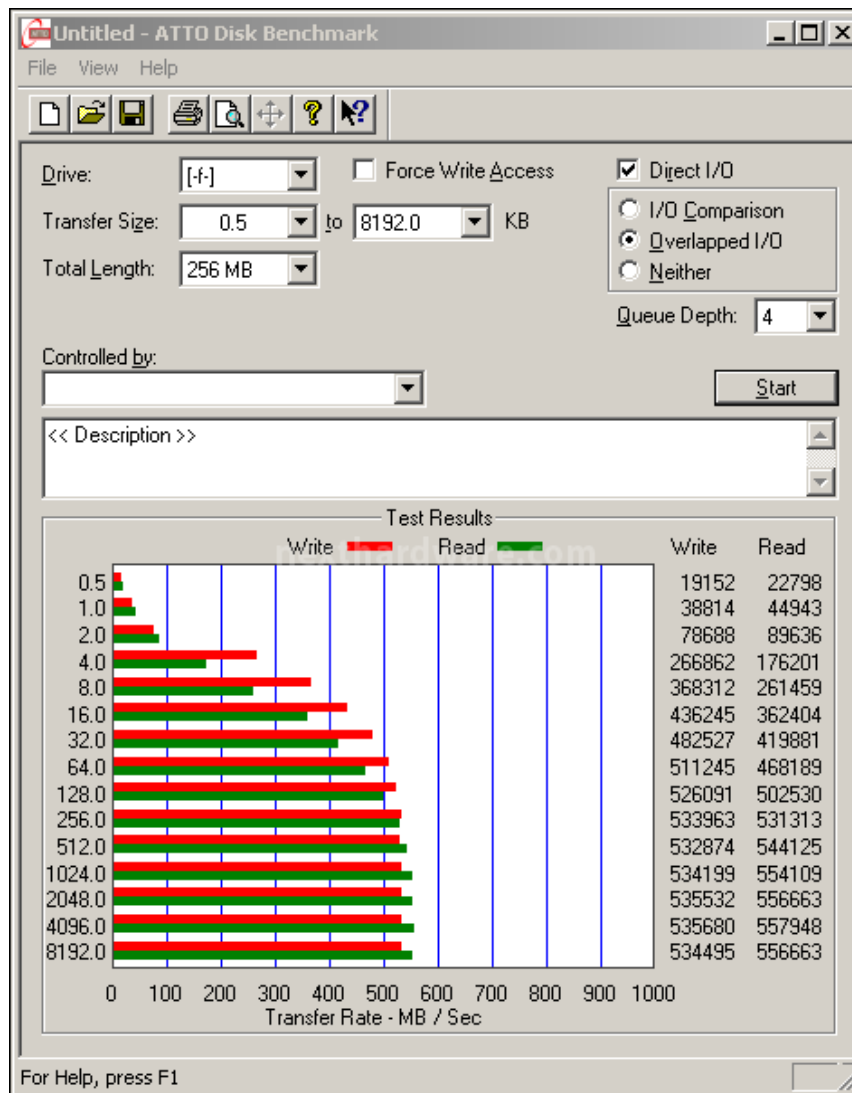 Untitled - ATTO Disk Benchmark
File View Help
Drive: [-f-] Force Write Access Direct I/O
Transfer Size: 0.5 to 8192.0 KB I/O Comparison
Overlapped I/O
Total Length: 256 MB Neither
Queue Depth: 4
Controlled by:
Start
<< Description >>
Test Results
Write Read Write Read
nexthardware.com
0.5 19152 22798
1.0 38814 44943
2.0 78688 89636
4.0 266862 176201
8.0 368312 261459
16.0 436245 362404
32.0 482527 419881
64.0 511245 468189
128.0 526091 502530
256.0 533963 531313
512.0 532874 544125
1024.0 534199 554109
2048.0 535532 556663
4096.0 535680 557948
8192.0 534495 556663
0 100 200 300 400 500 600 700 800 900 1000
Transfer Rate - MB / Sec
For Help, press F1